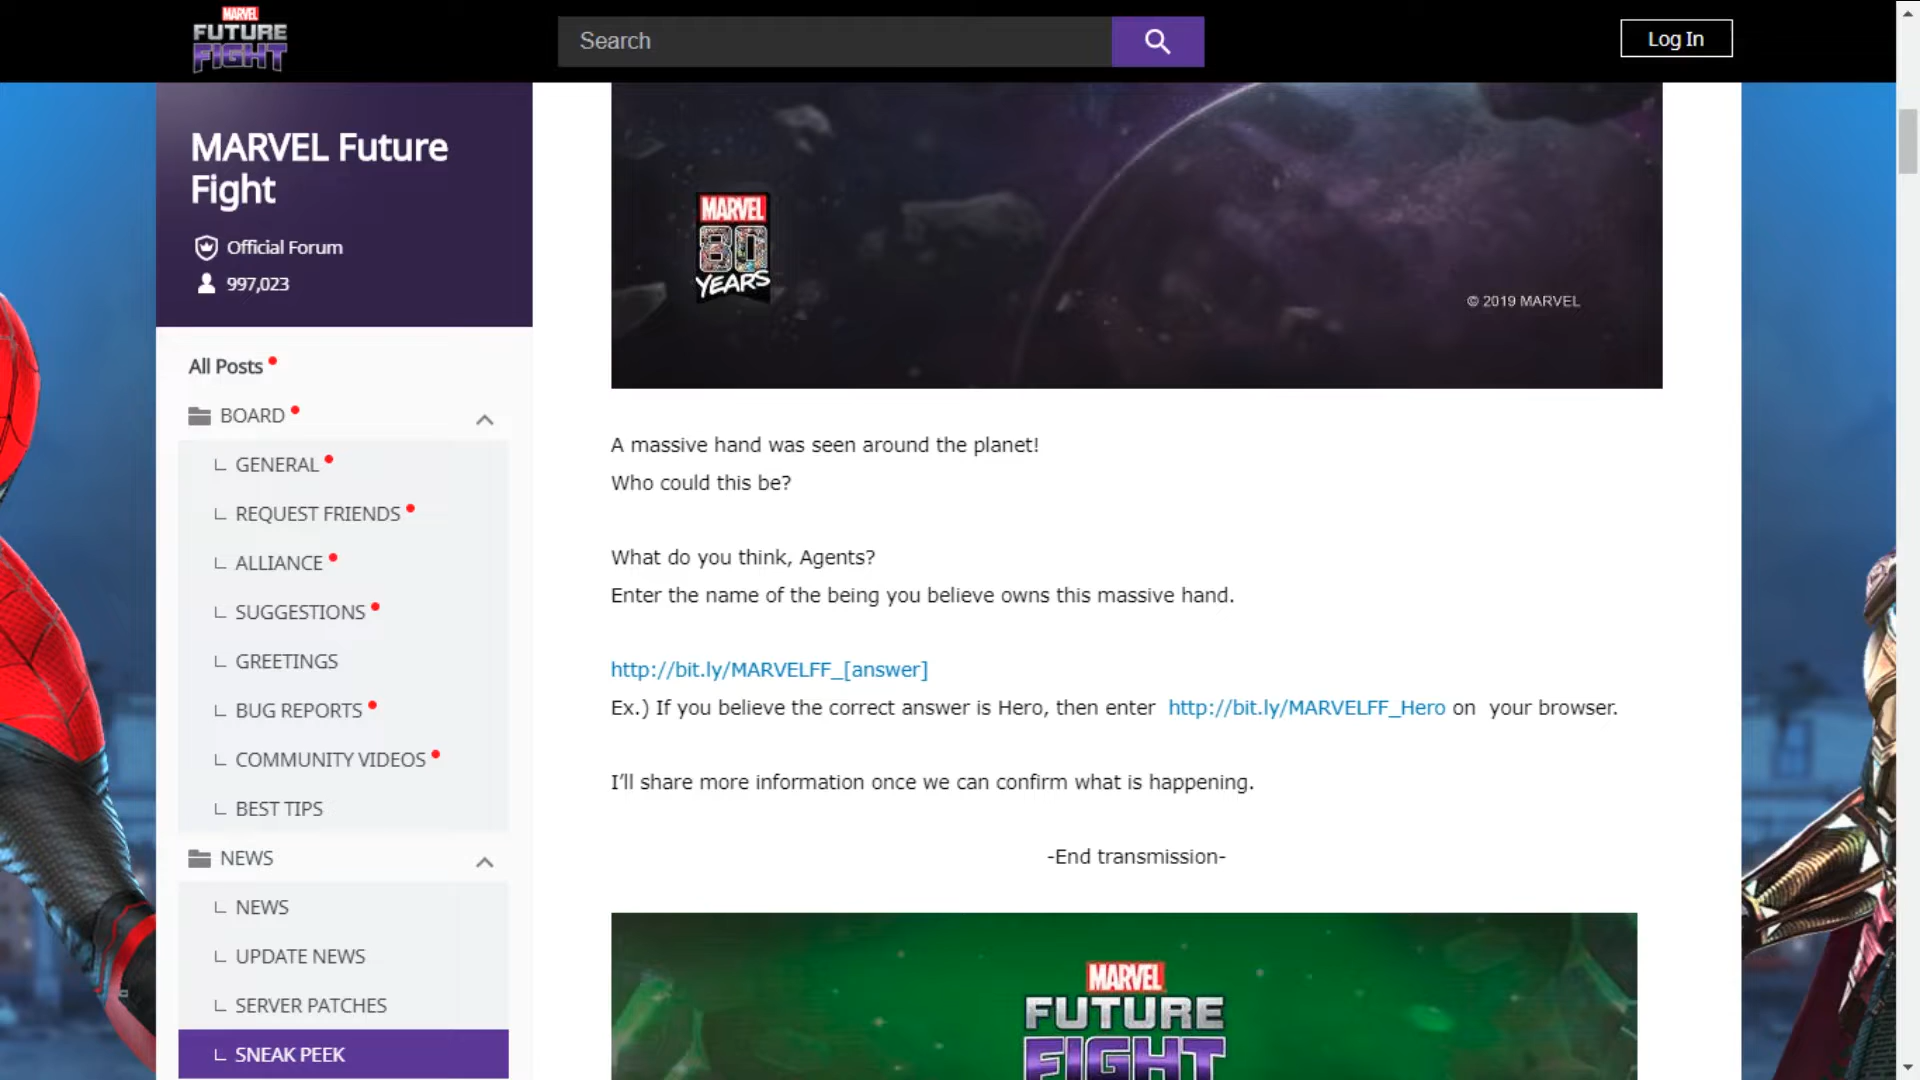 MARVEL
FUTURE
FIGHT
Search
Log In
MARVEL Future
Fight
Official Forum
997,023
All Posts
BOARD
GENERAL
REQUEST FRIENDS
ALLIANCE
SUGGESTIONS
GREETINGS
BUG REPORTS
COMMUNITY VIDEOS
BEST TIPS
NEWS
NEWS
UPDATE NEWS
SERVER PATCHES
SNEAK PEEK
MARVEL
80
YEARS
© 2019 MARVEL
A massive hand was seen around the planet!
Who could this be?
What do you think, Agents?
Enter the name of the being you believe owns this massive hand.
http://bit.ly/MARVELFF_[answer]
Ex.) If you believe the correct answer is Hero, then enter http://bit.ly/MARVELFF_Hero on your browser.
I’ll share more information once we can confirm what is happening.
-End transmission-
MARVEL
FUTURE
FIGHT